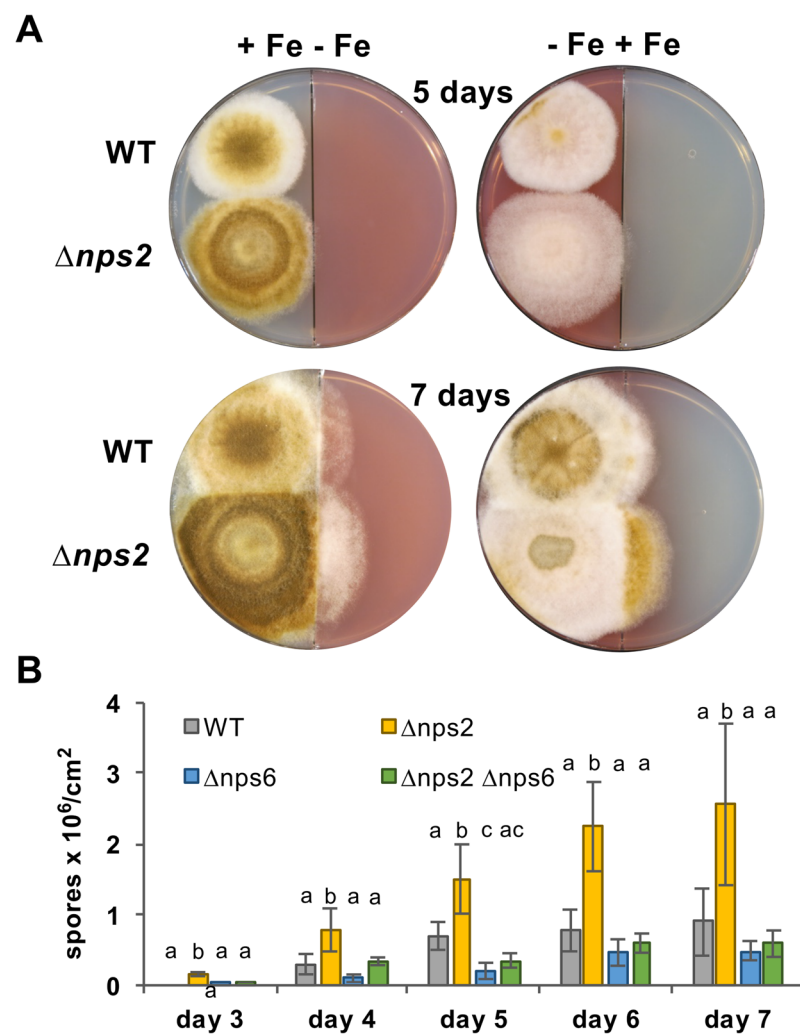 A
+ Fe - Fe
- Fe + Fe
5 days
WT
Δnps2
7 days
WT
Δnps2
B
spores x 10⁶/cm²
4
3
2
1
0
WT
Δnps2
Δnps6
Δnps2 Δnps6
a b a a
a
a b a a
a b c ac
a b a a
a b a a
day 3 day 4 day 5 day 6 day 7